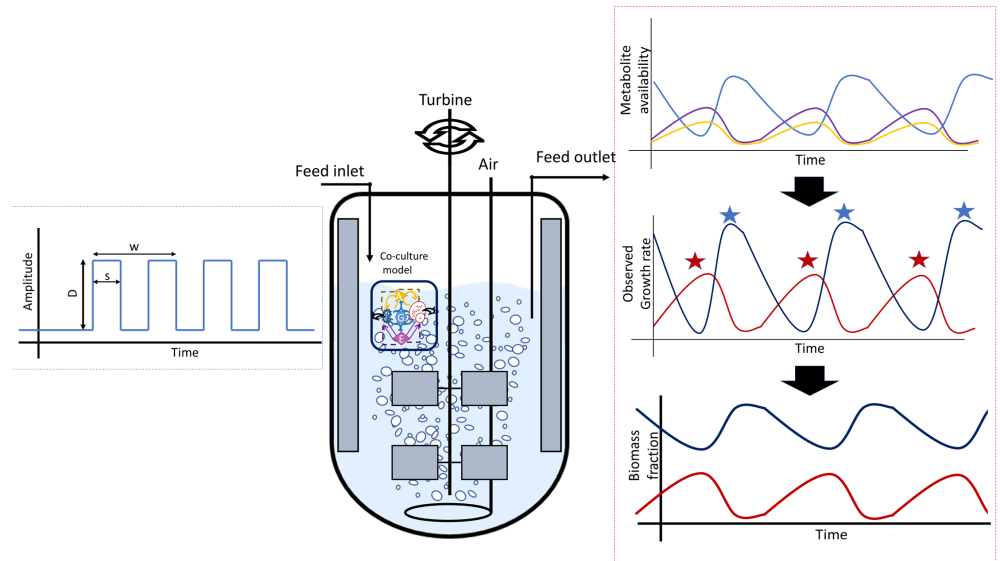 Amplitude
w
s
D
Time
Turbine
Air
Feed inlet
Feed outlet
Co-culture
model
G
E
Metabolite
availability
Time
Observed
Growth rate
Time
Biomass
fraction
Time